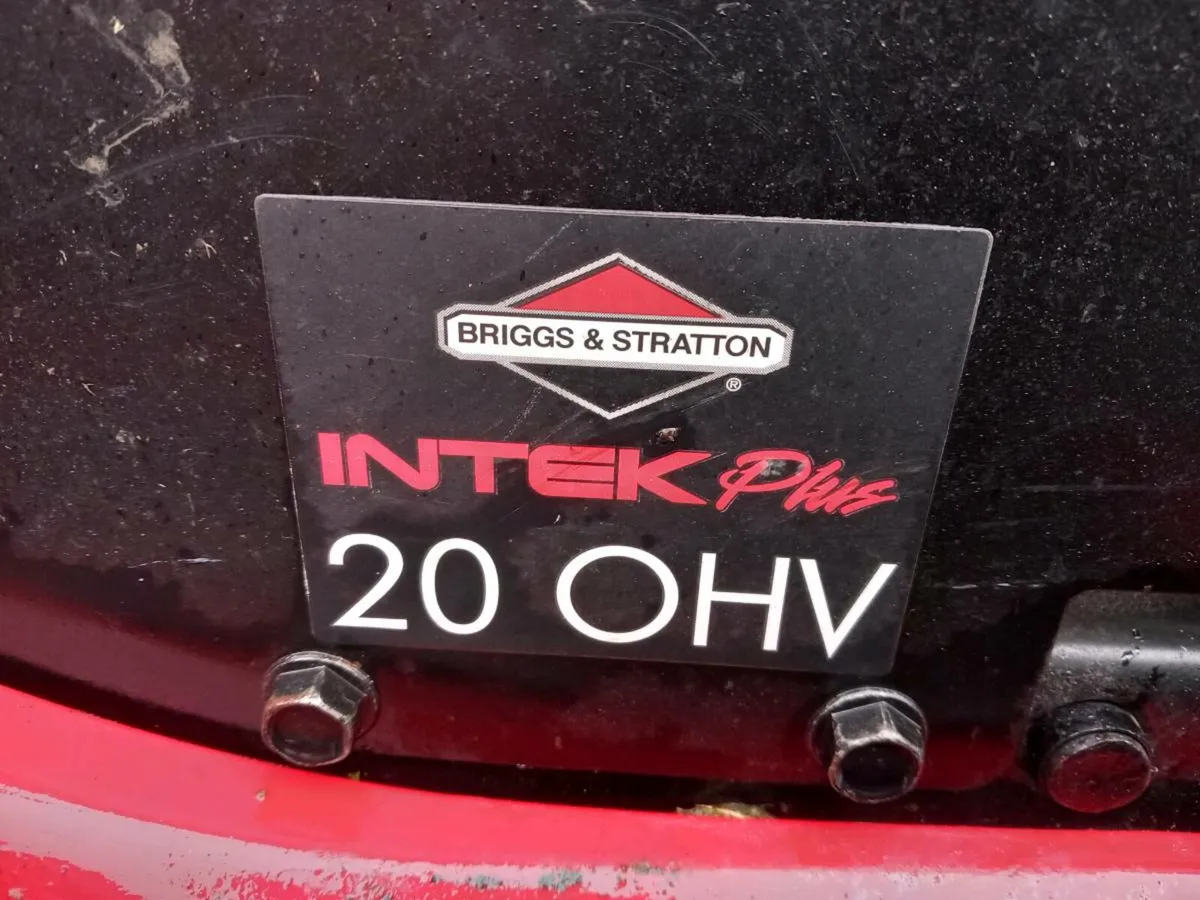 BRIGGS & STRATTON
®
INTEK Plus
20 OHV